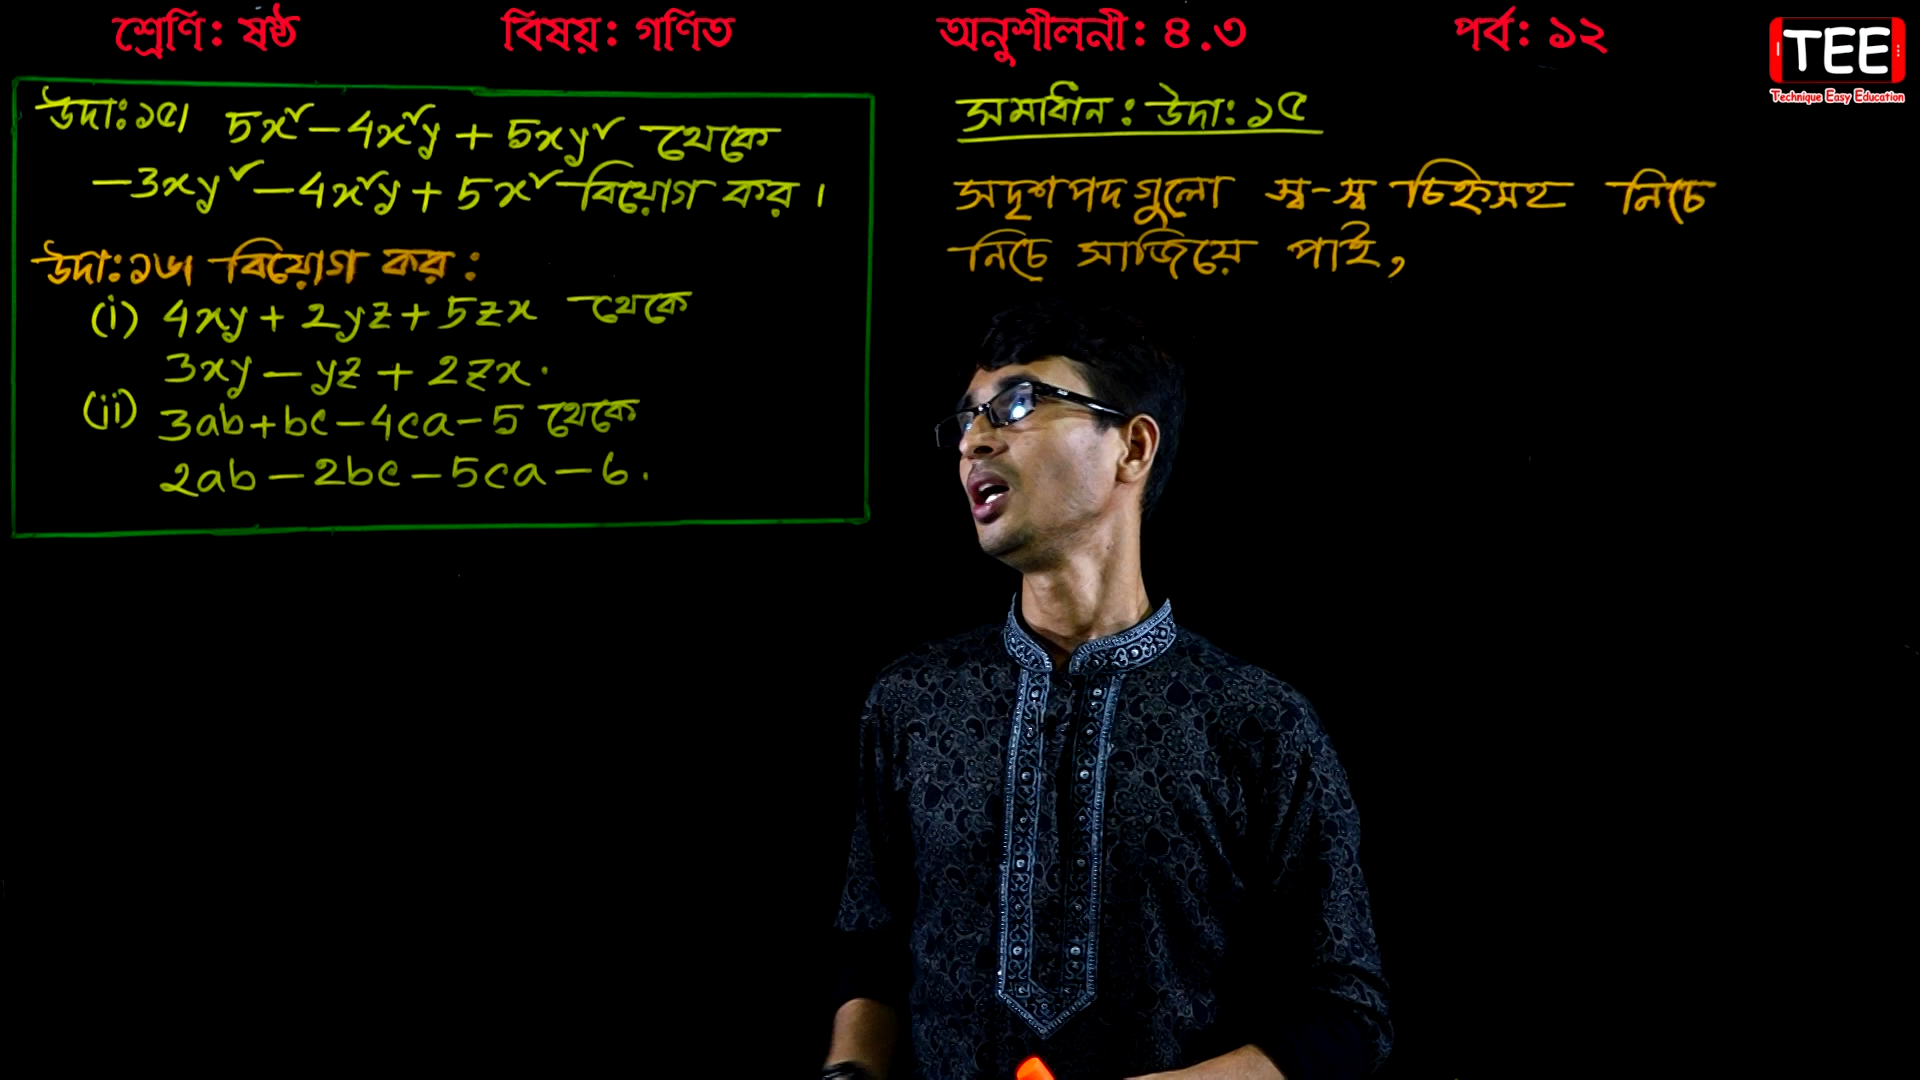 শ্রেণি: ষষ্ঠ বিষয়: গণিত অনুশীলনী: ৪.৩ পর্ব: ১২
TEE
Technique Easy Education
উদা: ১৫। 5x² - 4x²y + 5xy² থেকে
-3xy² - 4x²y + 5x² বিয়োগ কর।
উদা: ১৬। বিয়োগ কর:
(i) 4xy + 2yz + 5zx থেকে
3xy - yz + 2zx.
(ii) 3ab + bc - 4ca - 5 থেকে
2ab - 2bc - 5ca - 6.
সমাধান: উদা: ১৫
সদৃশ পদ গুলো স্ব-স্ব চিহ্নসহ নিচে
নিচে সাজিয়ে পাই,